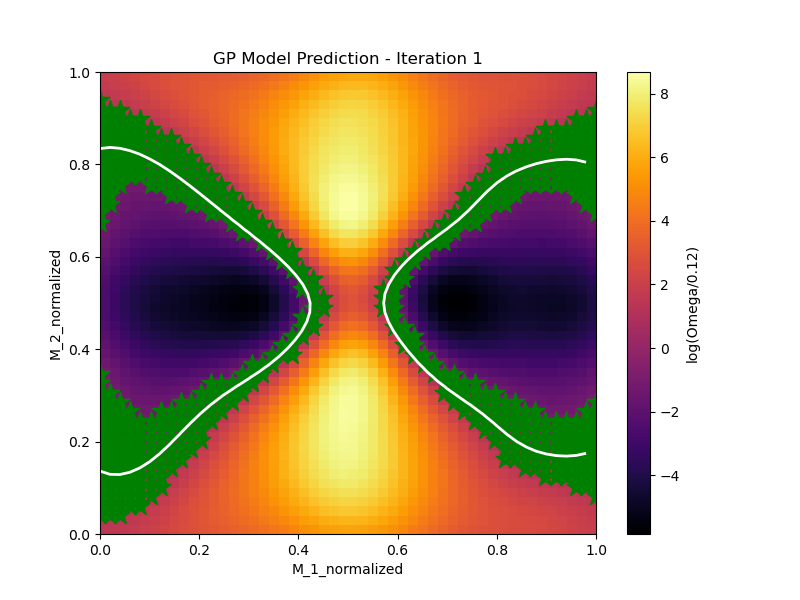 GP Model Prediction - Iteration 1
1.0
0.8
0.6
0.4
0.2
0.0
M_2_normalized
0.0 0.2 0.4 0.6 0.8 1.0
M_1_normalized
8
6
4
2
0
−2
−4
log(Omega/0.12)